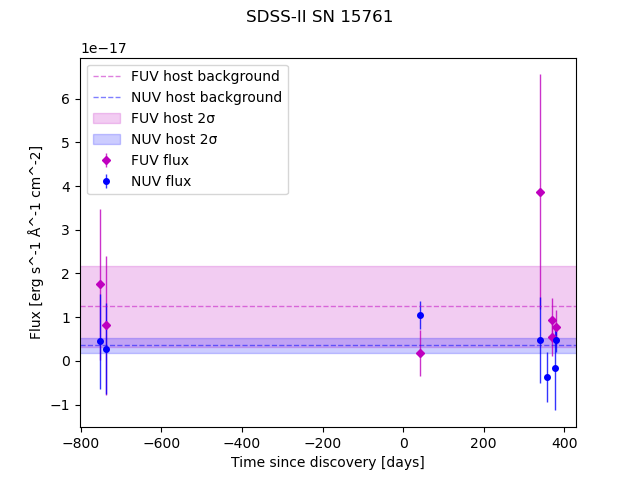 SDSS-II SN 15761
1e−17
FUV host background
NUV host background
FUV host 2σ
NUV host 2σ
FUV flux
NUV flux
6
5
4
3
2
1
0
−1
−800
−600
−400
−200
0
200
400
Flux [erg s^-1 Å^-1 cm^-2]
Time since discovery [days]